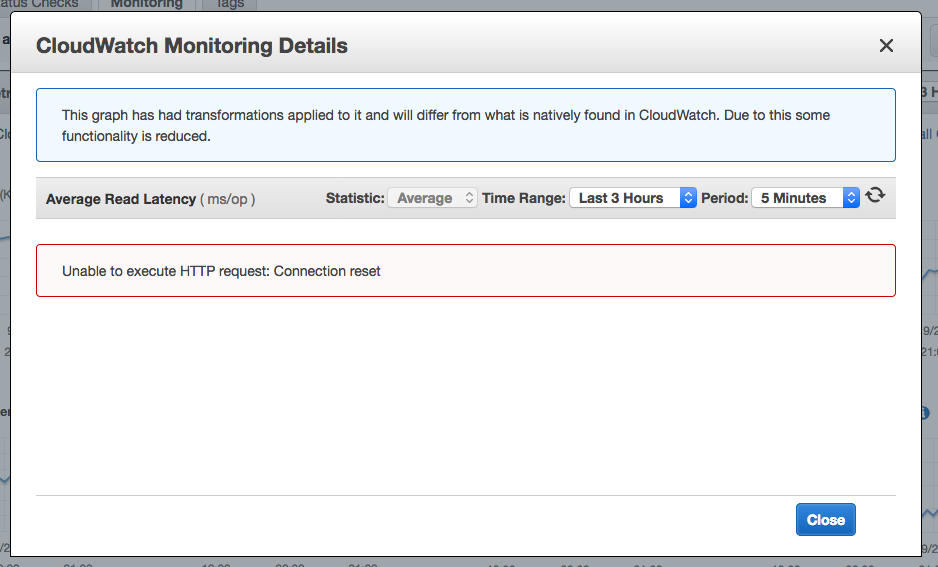 Status Checks Monitoring Tags
CloudWatch Monitoring Details
This graph has had transformations applied to it and will differ from what is natively found in CloudWatch. Due to this some
functionality is reduced.
Average Read Latency ( ms/op ) Statistic: Average Time Range: Last 3 Hours Period: 5 Minutes
Unable to execute HTTP request: Connection reset
Close